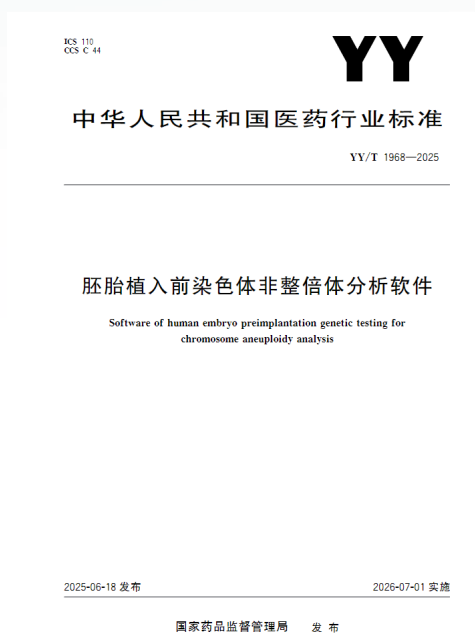 ICS 110
CCS C 44
YY
中华人民共和国医药行业标准
YY/T 1968—2025
胚胎植入前染色体非整倍体分析软件
Software of human embryo preimplantation genetic testing for
chromosome aneuploidy analysis
2025-06-18 发布
2026-07-01 实施
国家药品监督管理局 发布